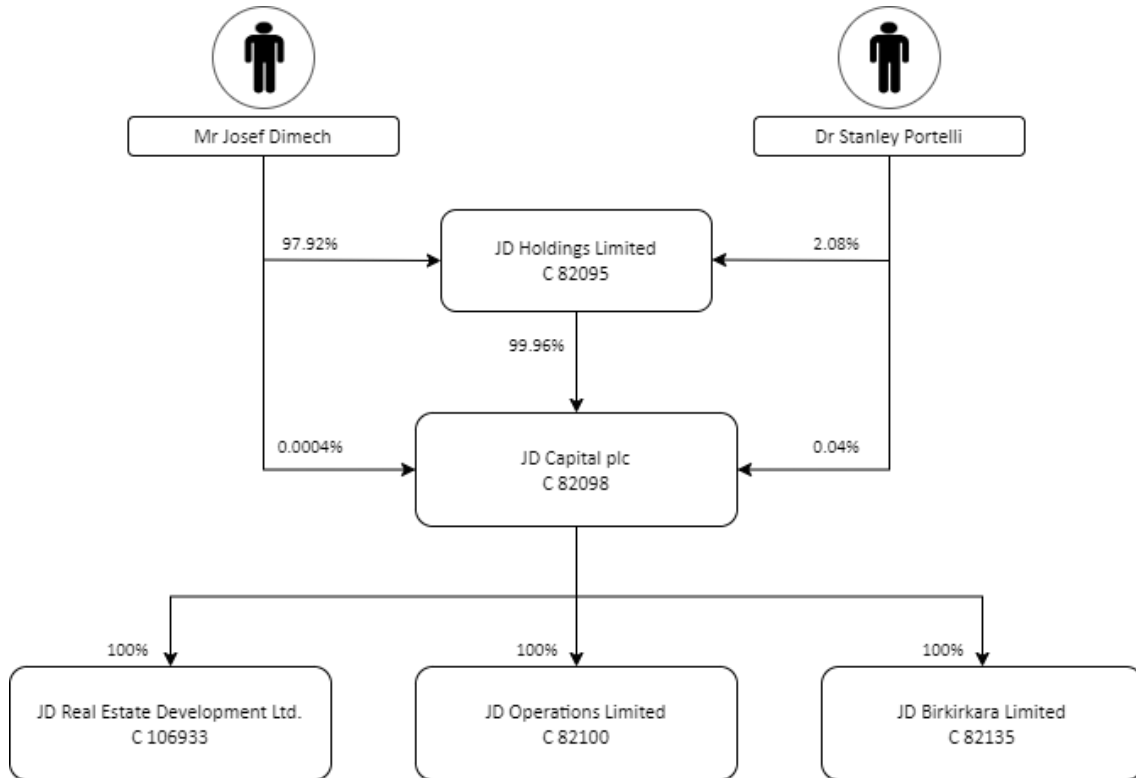 Mr Josef Dimech
Dr Stanley Portelli
97.92%
JD Holdings Limited
C 82095
2.08%
99.96%
0.0004%
JD Capital plc
C 82098
0.04%
100%
100%
100%
JD Real Estate Development Ltd.
C 106933
JD Operations Limited
C 82100
JD Birkirkara Limited
C 82135